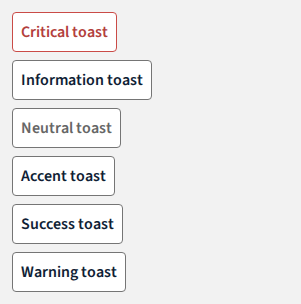 Critical toast
Information toast
Neutral toast
Accent toast
Success toast
Warning toast